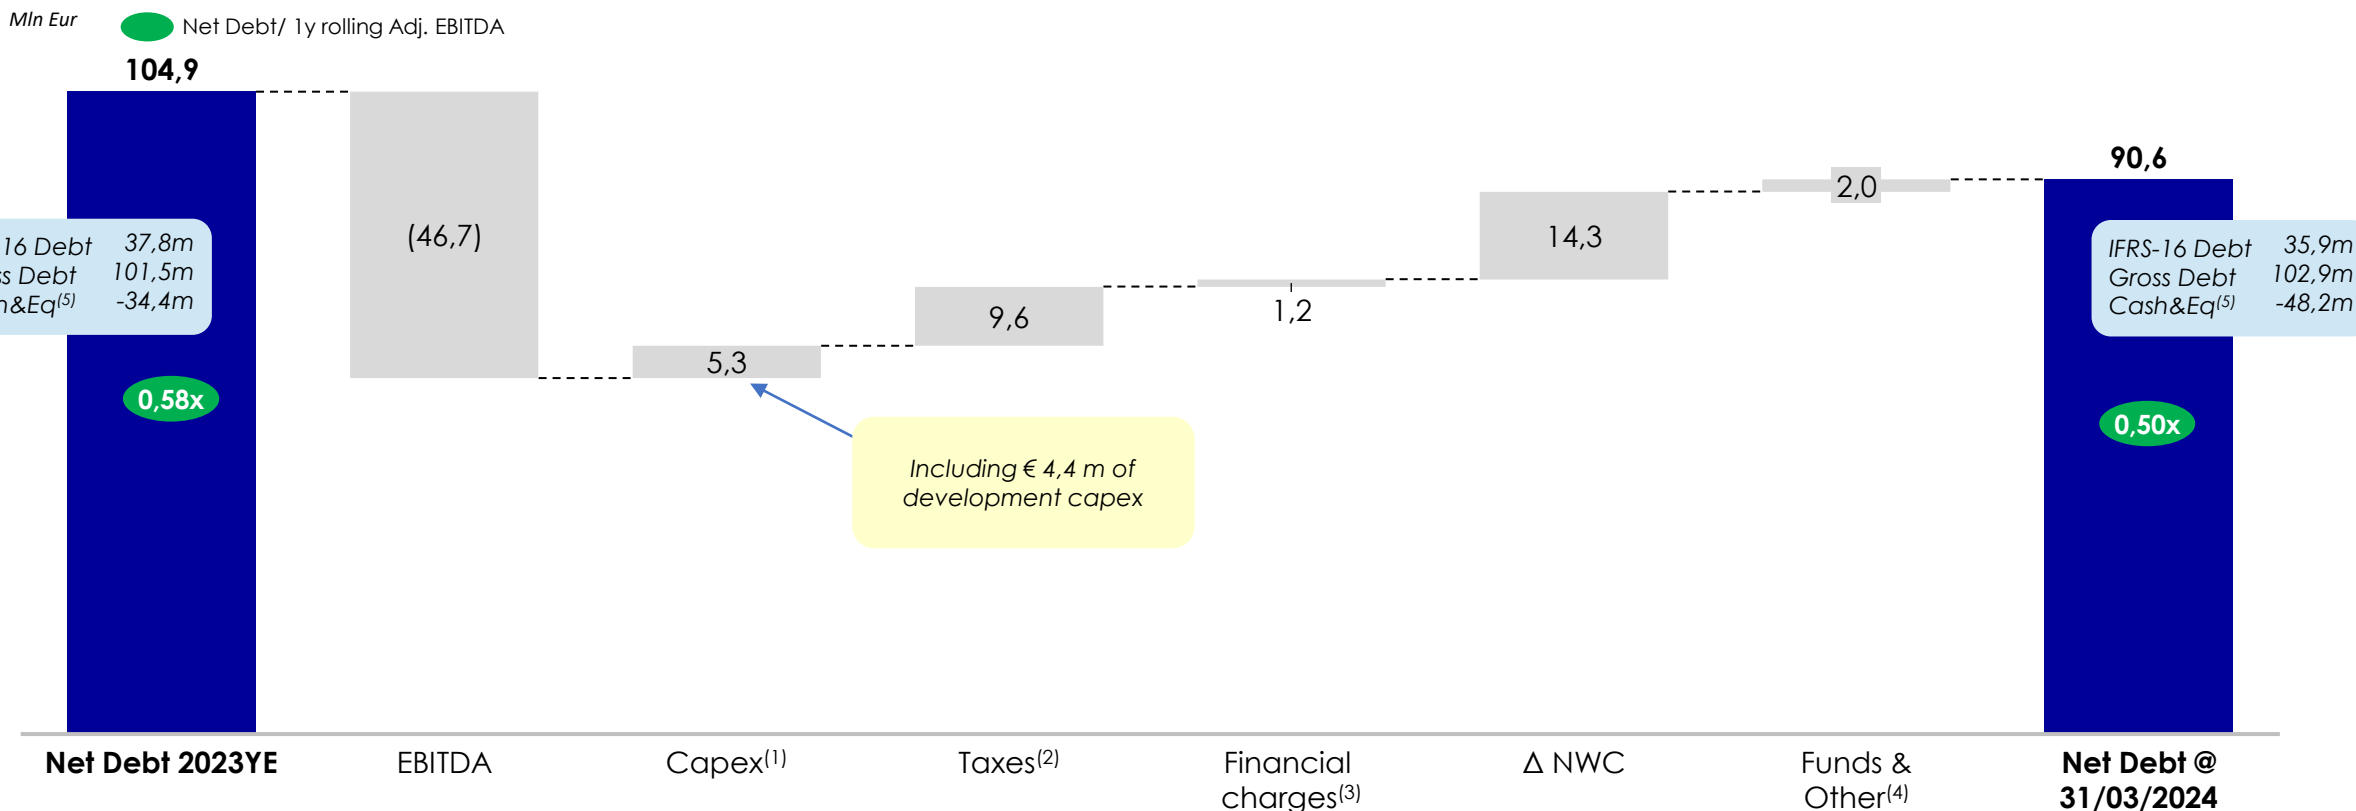 Mln Eur
Net Debt/ 1y rolling Adj. EBITDA
104,9
90,6
(46,7)
5,3
9,6
1,2
14,3
2,0
16 Debt 37,8m
Debt 101,5m
&Eq(5) -34,4m
IFRS-16 Debt 35,9m
Gross Debt 102,9m
Cash&Eq(5) -48,2m
0,58x
0,50x
Including € 4,4 m of
development capex
Net Debt 2023YE
EBITDA
Capex(1)
Taxes(2)
Financial
charges(3)
Δ NWC
Funds &
Other(4)
Net Debt @
31/03/2024